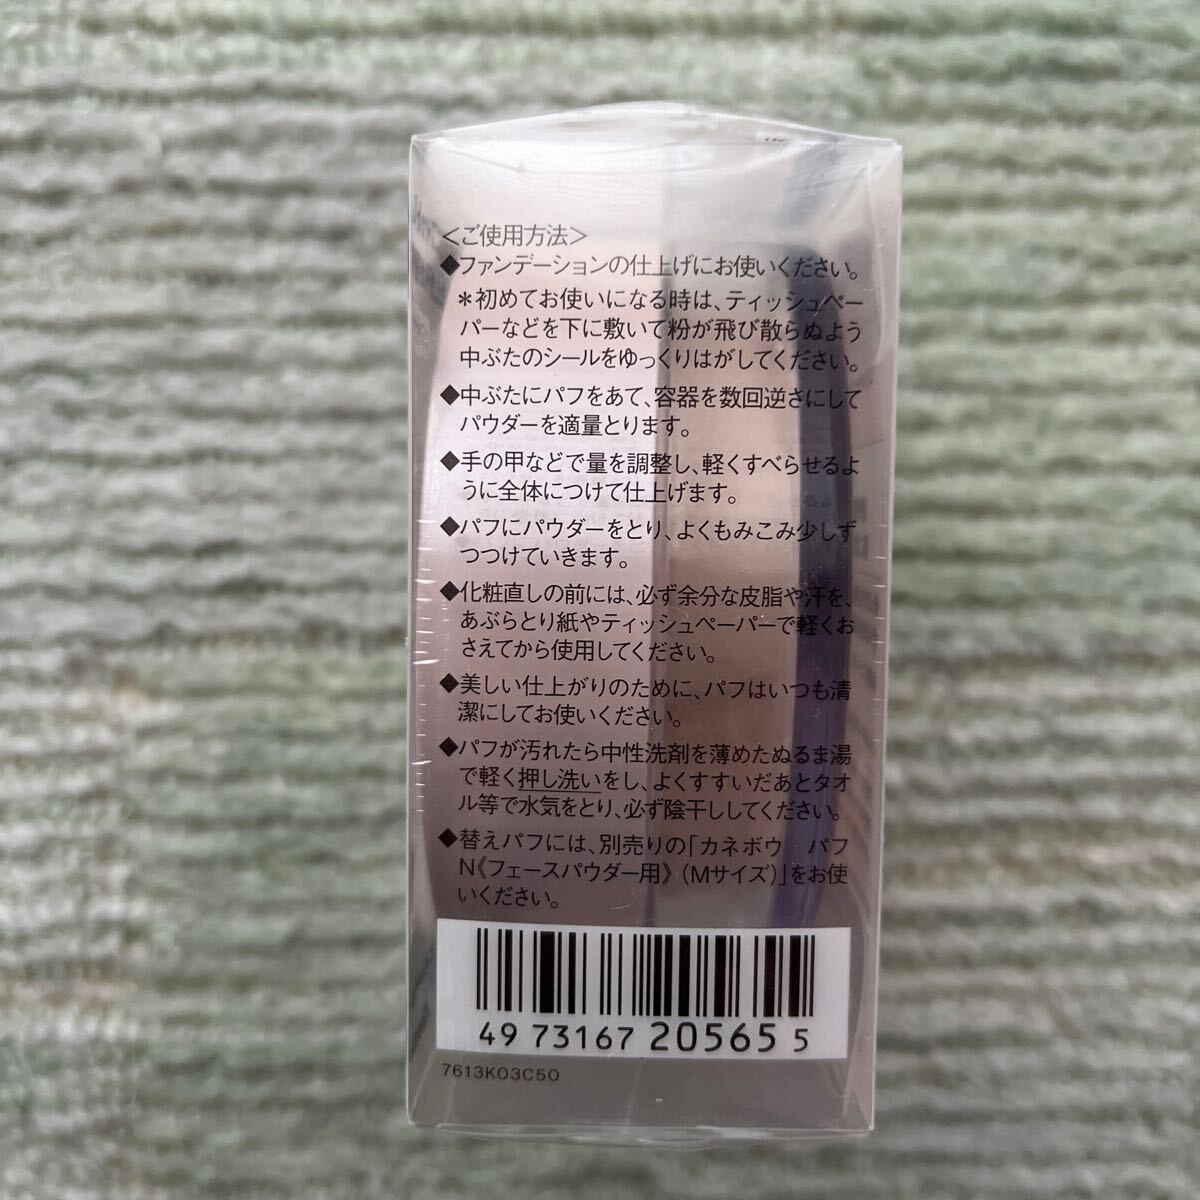 ＜ご使用方法＞
◆ファンデーションの仕上げにお使いください。
＊初めてお使いになる時は、ティッシュペー
パーなどを下に敷いて粉が飛び散らぬよう
中ぶたのシールをゆっくりはがしてください。
◆中ぶたにパフをあて、容器を数回逆さにして
パウダーを適量とります。
◆手の甲などで量を調整し、軽くすべらせるよ
うに全体につけて仕上げます。
◆パフにパウダーをとり、よくもみこみ少しず
つつけていきます。
◆化粧直しの前には、必ず余分な皮脂や汗を、
あぶらとり紙やティッシュペーパーで軽くお
さえてから使用してください。
◆美しい仕上がりのために、パフはいつも清
潔にしてお使いください。
◆パフが汚れたら中性洗剤を薄めたぬるま湯
で軽く押し洗いをし、よくすすいだあとタオ
ル等で水気をとり、必ず陰干ししてください。
◆替えパフには、別売りの「カネボウ　パフ
N《フェースパウダー用》（Mサイズ）」をお使
いください。
4973167205655
7613K03C50